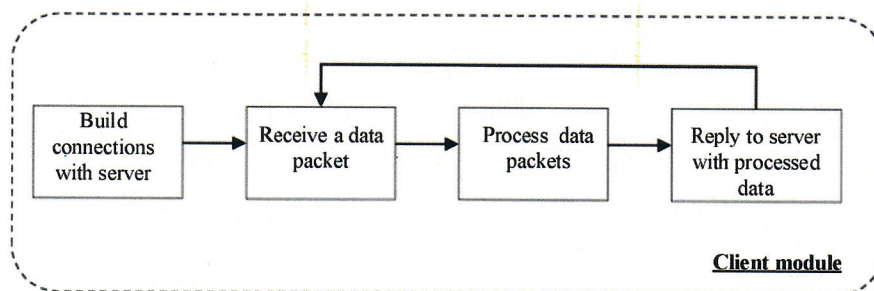 Build
connections
with server
Receive a data
packet
Process data
packets
Reply to server
with processed
data
Client module